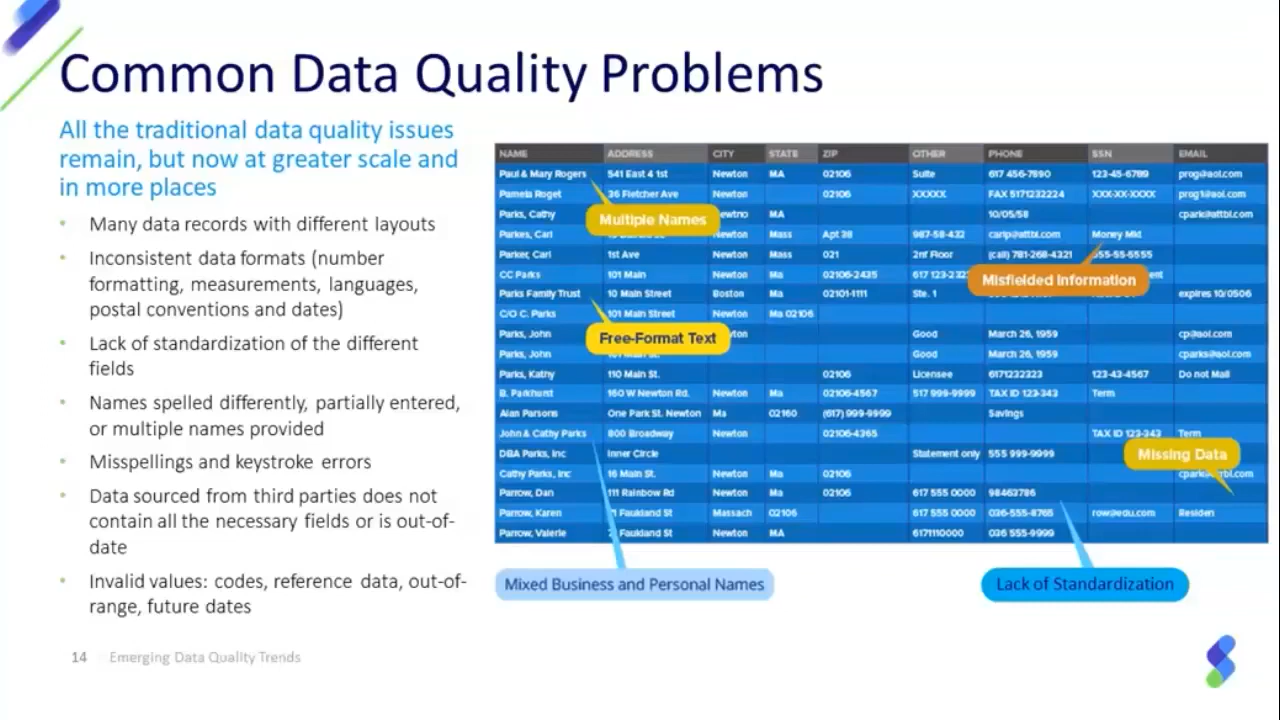 Common Data Quality Problems
All the traditional data quality issues
remain, but now at greater scale and
in more places
• Many data records with different layouts
• Inconsistent data formats (number
formatting, measurements, languages,
postal conventions and dates)
• Lack of standardization of the different
fields
• Names spelled differently, partially entered,
or multiple names provided
• Misspellings and keystroke errors
• Data sourced from third parties does not
contain all the necessary fields or is out-of-
date
• Invalid values: codes, reference data, out-of-
range, future dates
NAME ADDRESS CITY STATE ZIP OTHER PHONE SSN EMAIL
Paul & Mary Rogers 541 East 4 1st Newton MA 02106 Suite 617 456-7890 123-45-6789 prog@aol.com
Pamela Roget 36 Fletcher Ave Newton 02106 XXXXX FAX 5171232224 XXX-XX-XXXX prog1@aol.com
Parks, Cathy MA 10/05/58 cpark@attbl.com
Multiple Names
Parkes, Carl Newton Mass Apt 3B 987-58-432 carlp@attbl.com Money Mkt
Parker, Carl 1st Ave Newton Mass 021 2nf Floor (call) 781-268-4321 555-55-5555
CC Parks 101 Main Newton Ma 02106-2435
Misfielded Information
Parks Family Trust 10 Main Street Boston Ma 02101-1111 Ste. 1 expires 10/0506
C/O C. Parks 101 Main Street Newton Ma 02106
Parks, John Good March 26, 1959 cp@aol.com
Free-Format Text
Parks, John Good March 26, 1959 cparks@aol.com
Parks, Kathy 110 Main St. 02106 Licensee 6171232323 123-43-4567 Do not Mail
B. Parkhurst 160 W Newton Rd. Newton 02106-4567 517 999-9999 TAX ID 123-343 Term
Alan Parsons One Park St. Newton Ma 02160 (617) 999-9999 Savings
John & Cathy Parks 800 Broadway Newton 02106-4365 TAX ID 123-343 Term
DBA Parks, Inc Inner Circle Statement only 555 999-9999
Missing Data
Cathy Parks, Inc 16 Main St. Newton Ma 02106
Parrow, Dan 111 Rainbow Rd Newton Ma 02106 617 555 0000 98463786
Parrow, Karen Faukland St Massach 02106 617 555 0000 036-555-8765 row@edu.com Residen
Parrow, Valerie Faukland St Newton MA 6171110000 036 555-9999
Mixed Business and Personal Names
Lack of Standardization
14 Emerging Data Quality Trends